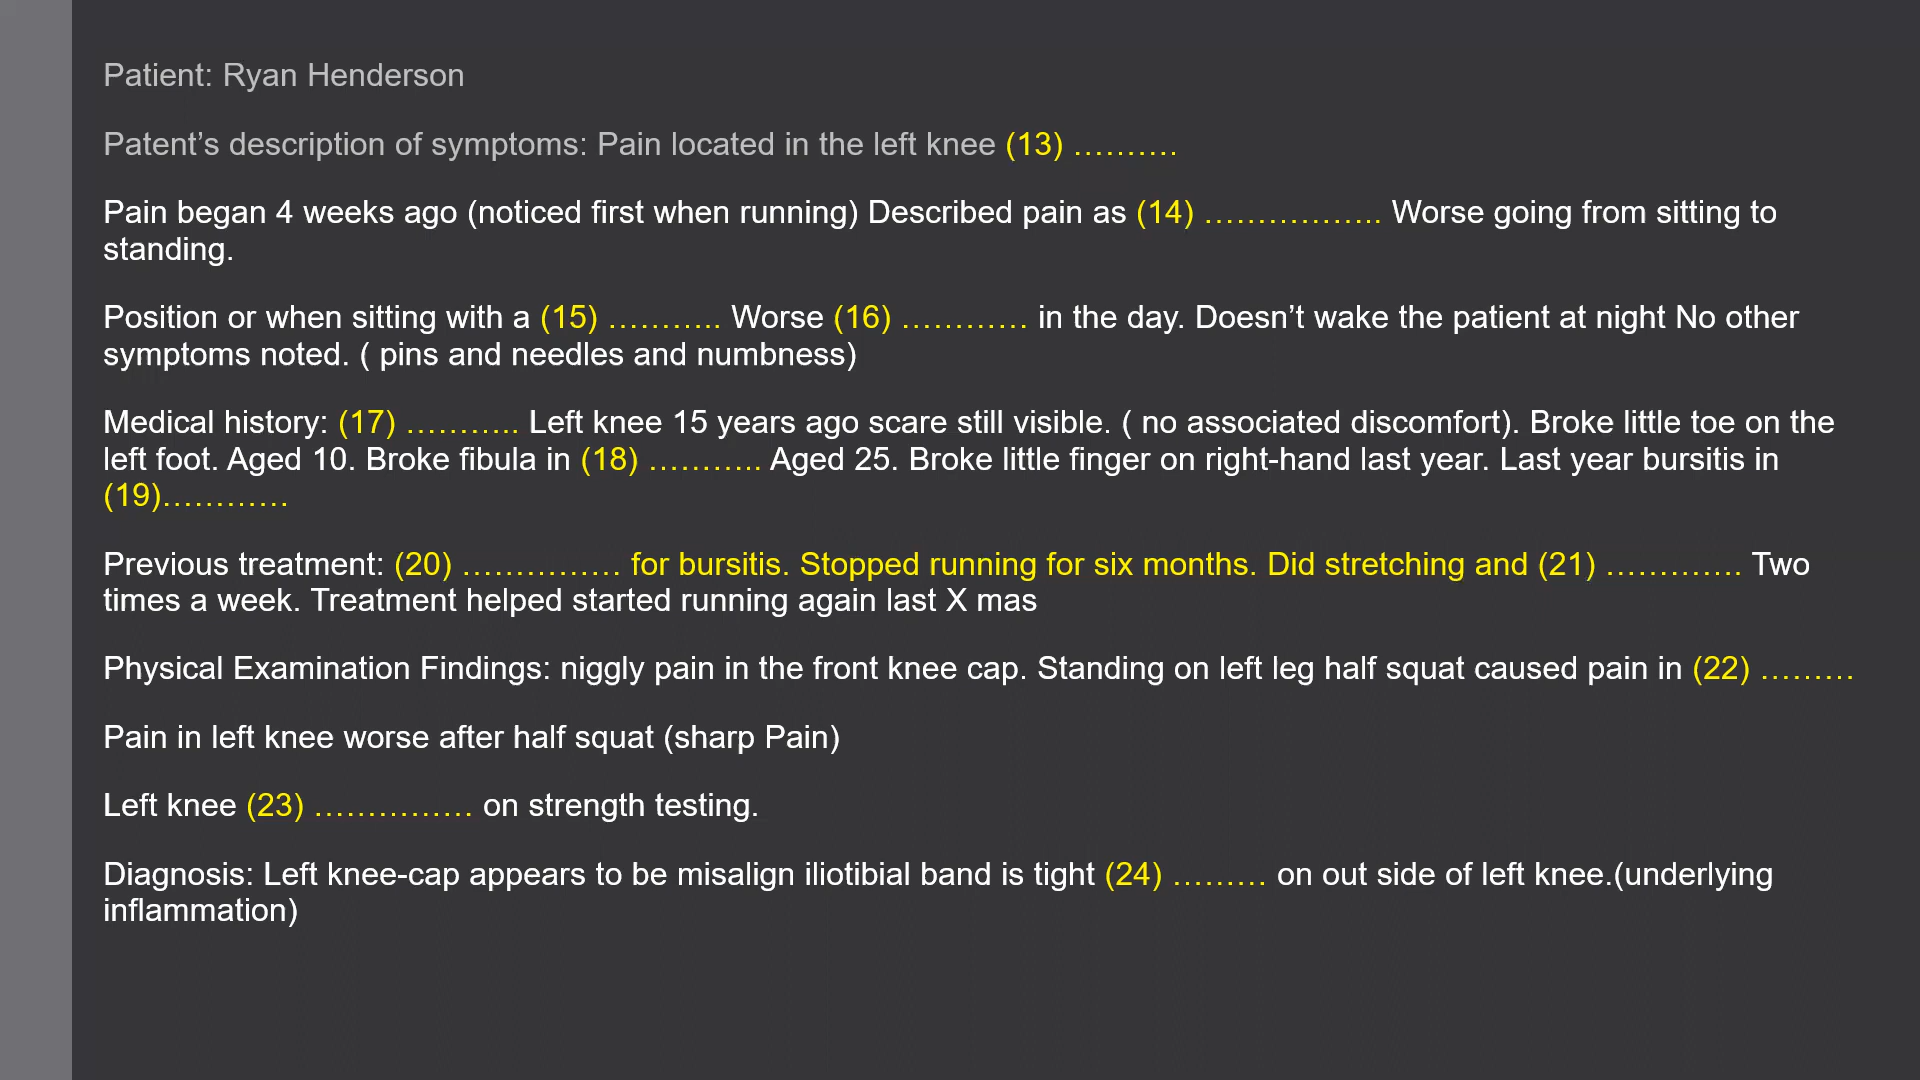 Patient: Ryan Henderson
Patent’s description of symptoms: Pain located in the left knee (13) ……….
Pain began 4 weeks ago (noticed first when running) Described pain as (14) …………….. Worse going from sitting to
standing.
Position or when sitting with a (15) ……….. Worse (16) ………… in the day. Doesn’t wake the patient at night No other
symptoms noted. ( pins and needles and numbness)
Medical history: (17) ……….. Left knee 15 years ago scare still visible. ( no associated discomfort). Broke little toe on the
left foot. Aged 10. Broke fibula in (18) ……….. Aged 25. Broke little finger on right-hand last year. Last year bursitis in
(19)…………
Previous treatment: (20) …………… for bursitis. Stopped running for six months. Did stretching and (21) …………. Two
times a week. Treatment helped started running again last X mas
Physical Examination Findings: niggly pain in the front knee cap. Standing on left leg half squat caused pain in (22) ………
Pain in left knee worse after half squat (sharp Pain)
Left knee (23) …………… on strength testing.
Diagnosis: Left knee-cap appears to be misalign iliotibial band is tight (24) ……… on out side of left knee.(underlying
inflammation)